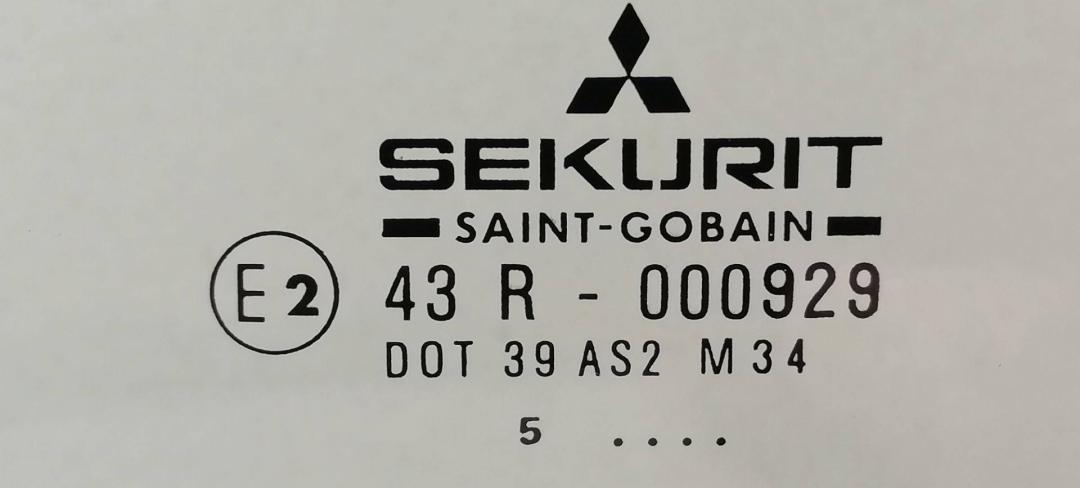 SEKURIT
SAINT-GOBAIN
E2 43 R - 000929
DOT 39 AS2 M34
5 ....